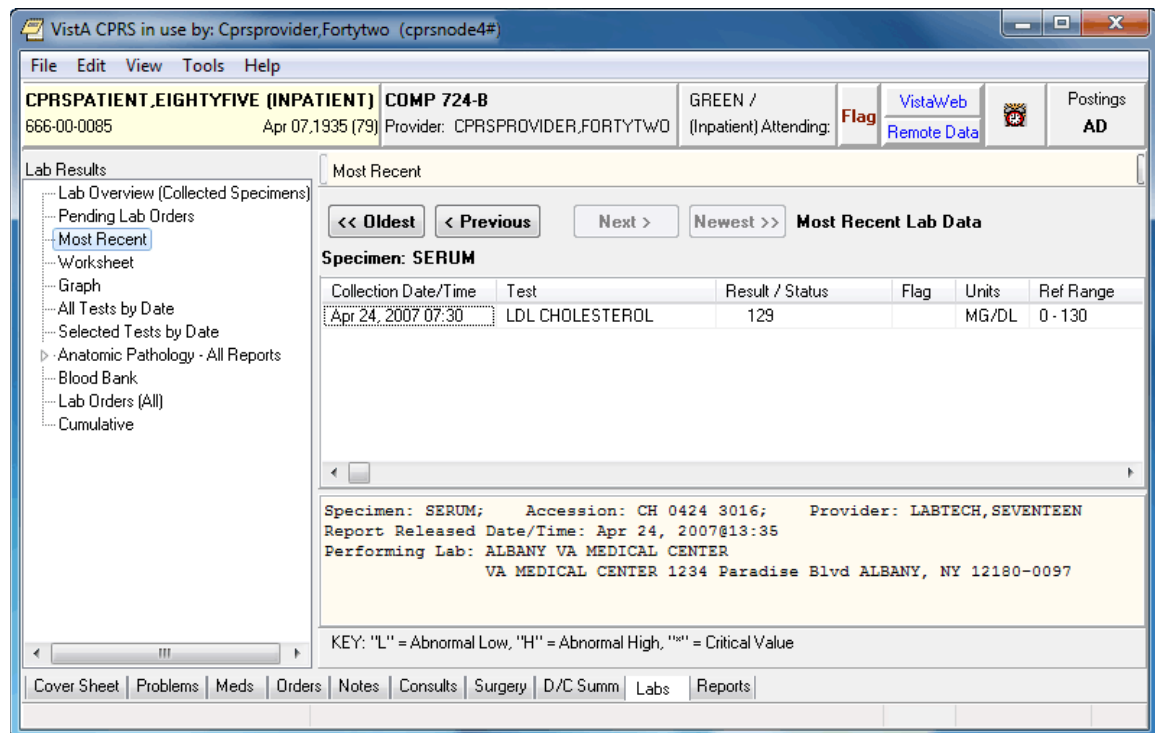 VistA CPRS in use by: Cprsprovider,Fortytwo (cprsnode4#)
File Edit View Tools Help
CPRSPATIENT,EIGHTYFIVE (INPATIENT) COMP 724-B GREEN / Flag VistaWeb Postings
666-00-0085 Apr 07,1935 (79) Provider: CPRSPROVIDER,FORTYTWO (Inpatient) Attending: Remote Data AD
Lab Results
Lab Overview (Collected Specimens)
Pending Lab Orders
Most Recent
Worksheet
Graph
All Tests by Date
Selected Tests by Date
Anatomic Pathology - All Reports
Blood Bank
Lab Orders (All)
Cumulative
Most Recent
<< Oldest < Previous Next > Newest >> Most Recent Lab Data
Specimen: SERUM
Collection Date/Time Test Result / Status Flag Units Ref Range
Apr 24, 2007 07:30 LDL CHOLESTEROL 129 MG/DL 0 - 130
Specimen: SERUM; Accession: CH 0424 3016; Provider: LABTECH,SEVENTEEN
Report Released Date/Time: Apr 24, 2007@13:35
Performing Lab: ALBANY VA MEDICAL CENTER
VA MEDICAL CENTER 1234 Paradise Blvd ALBANY, NY 12180-0097
KEY: "L" = Abnormal Low, "H" = Abnormal High, "*" = Critical Value
Cover Sheet Problems Meds Orders Notes Consults Surgery D/C Summ Labs Reports